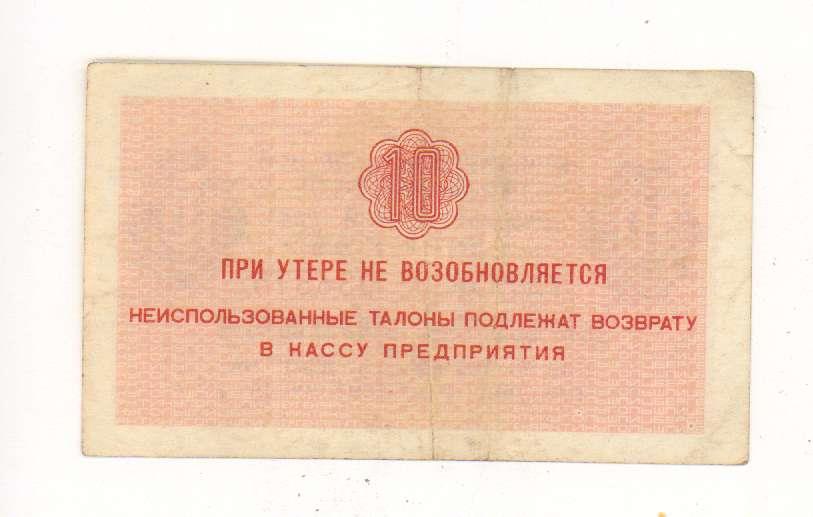 10
ПРИ УТЕРЕ НЕ ВОЗОБНОВЛЯЕТСЯ
НЕИСПОЛЬЗОВАННЫЕ ТАЛОНЫ ПОДЛЕЖАТ ВОЗВРАТУ
В КАССУ ПРЕДПРИЯТИЯ